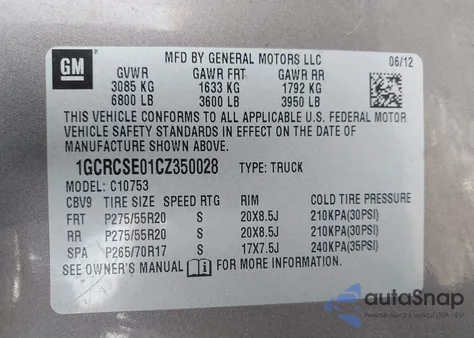 GM
MFD BY GENERAL MOTORS LLC
06/12
GVWR GAWR FRT GAWR RR
3085 KG 1633 KG 1792 KG
6800 LB 3600 LB 3950 LB
THIS VEHICLE CONFORMS TO ALL APPLICABLE U.S. FEDERAL MOTOR
VEHICLE SAFETY STANDARDS IN EFFECT ON THE DATE OF
MANUFACTURE SHOWN ABOVE.
1GCRCSE01CZ350028 TYPE: TRUCK
MODEL: C10753
CBV9 TIRE SIZE SPEED RTG RIM COLD TIRE PRESSURE
FRT P275/55R20 S 20X8.5J 210KPA(30PSI)
RR P275/55R20 S 20X8.5J 210KPA(30PSI)
SPA P265/70R17 S 17X7.5J 240KPA(35PSI)
SEE OWNER'S MANUAL FOR MORE INFORMATION.
autoSnap